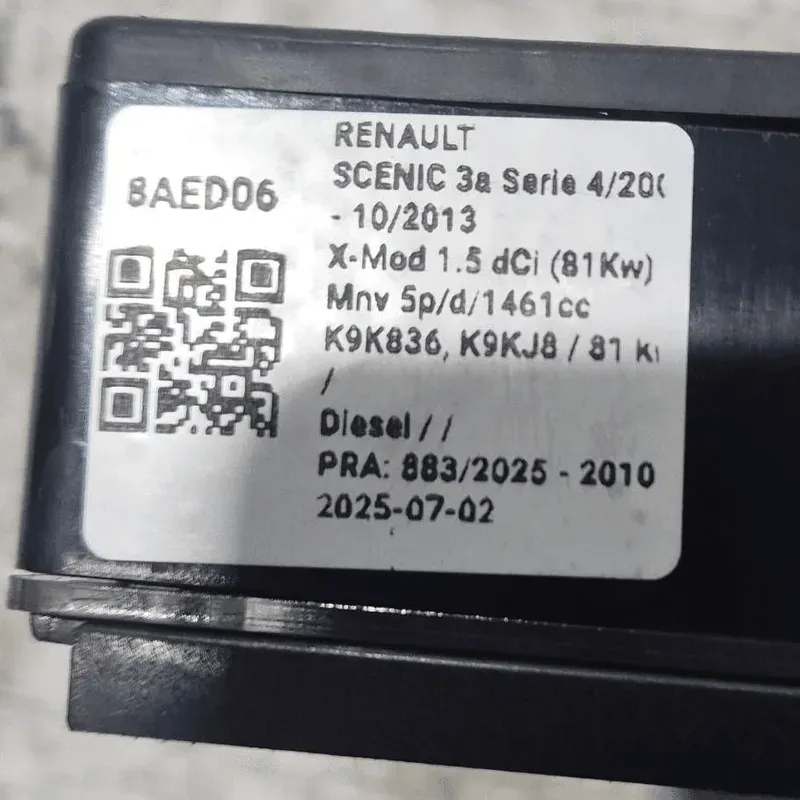 8AED06
RENAULT
SCENIC 3a Serie 4/200
- 10/2013
X-Mod 1.5 dCi (81Kw)
Mnv 5p/d/1461cc
K9K836, K9KJ8 / 81
/
Diesel / /
PRA: 883/2025 - 2010
2025-07-02